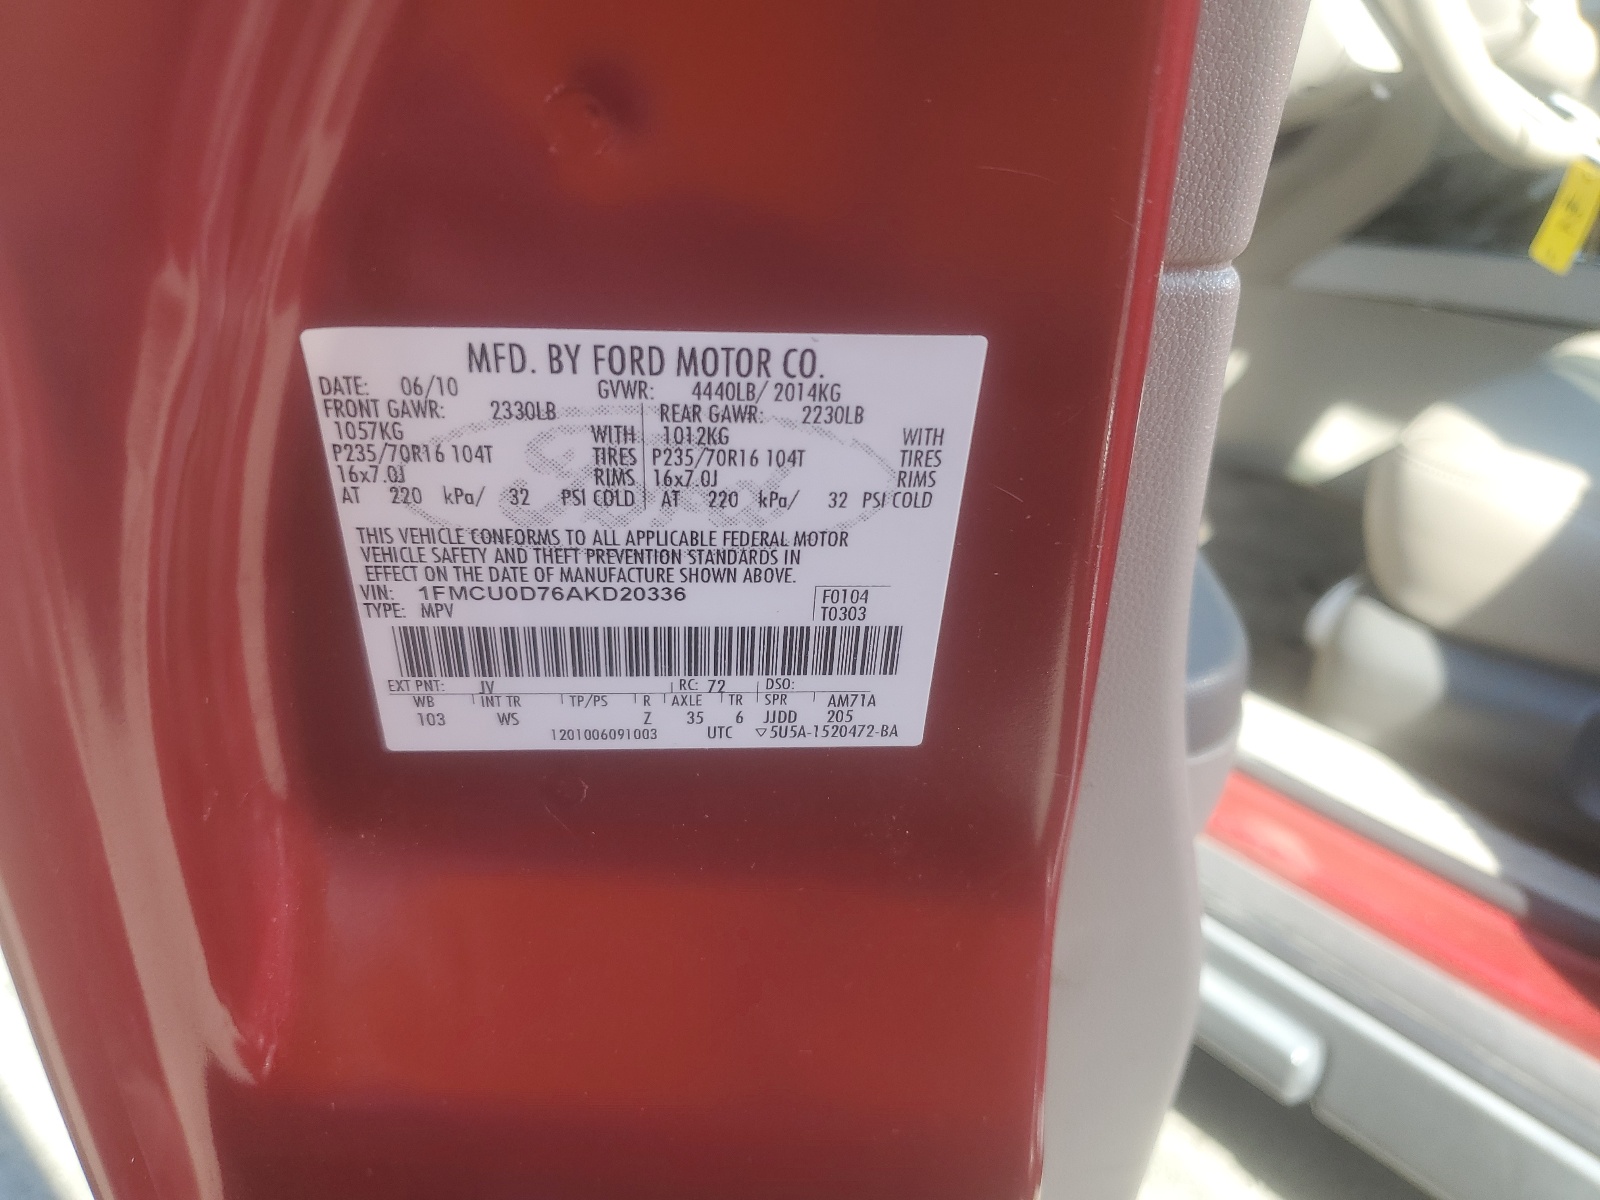 MFD. BY FORD MOTOR CO.
DATE: 06/10 GVWR: 4440LB/ 2014KG
FRONT GAWR: 2330LB REAR GAWR: 2230LB
1057KG WITH 1012KG WITH
P235/70R16 104T TIRES P235/70R16 104T TIRES
16x7.0J RIMS 16x7.0J RIMS
AT 220 kPa/ 32 PSI COLD AT 220 kPa/ 32 PSI COLD
THIS VEHICLE CONFORMS TO ALL APPLICABLE FEDERAL MOTOR
VEHICLE SAFETY AND THEFT PREVENTION STANDARDS IN
EFFECT ON THE DATE OF MANUFACTURE SHOWN ABOVE.
VIN: 1FMCU0D76AKD20336 F0104
TYPE: MPV T0303
EXT PNT: JV RC: 72 DSO:
WB INT TR TP/PS R AXLE TR SPR AM71A
103 WS Z 35 6 JJDD 205
1201006091003 UTC ▽5U5A-1520472-BA